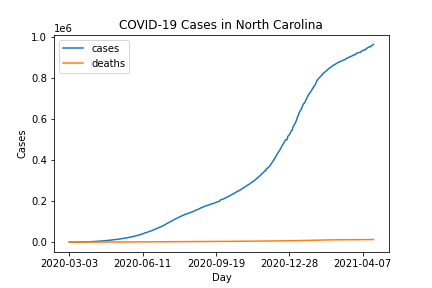 COVID-19 Cases in North Carolina
1e6
1.0
0.8
0.6
0.4
0.2
0.0
Cases
cases
deaths
2020-03-03 2020-06-11 2020-09-19 2020-12-28 2021-04-07
Day